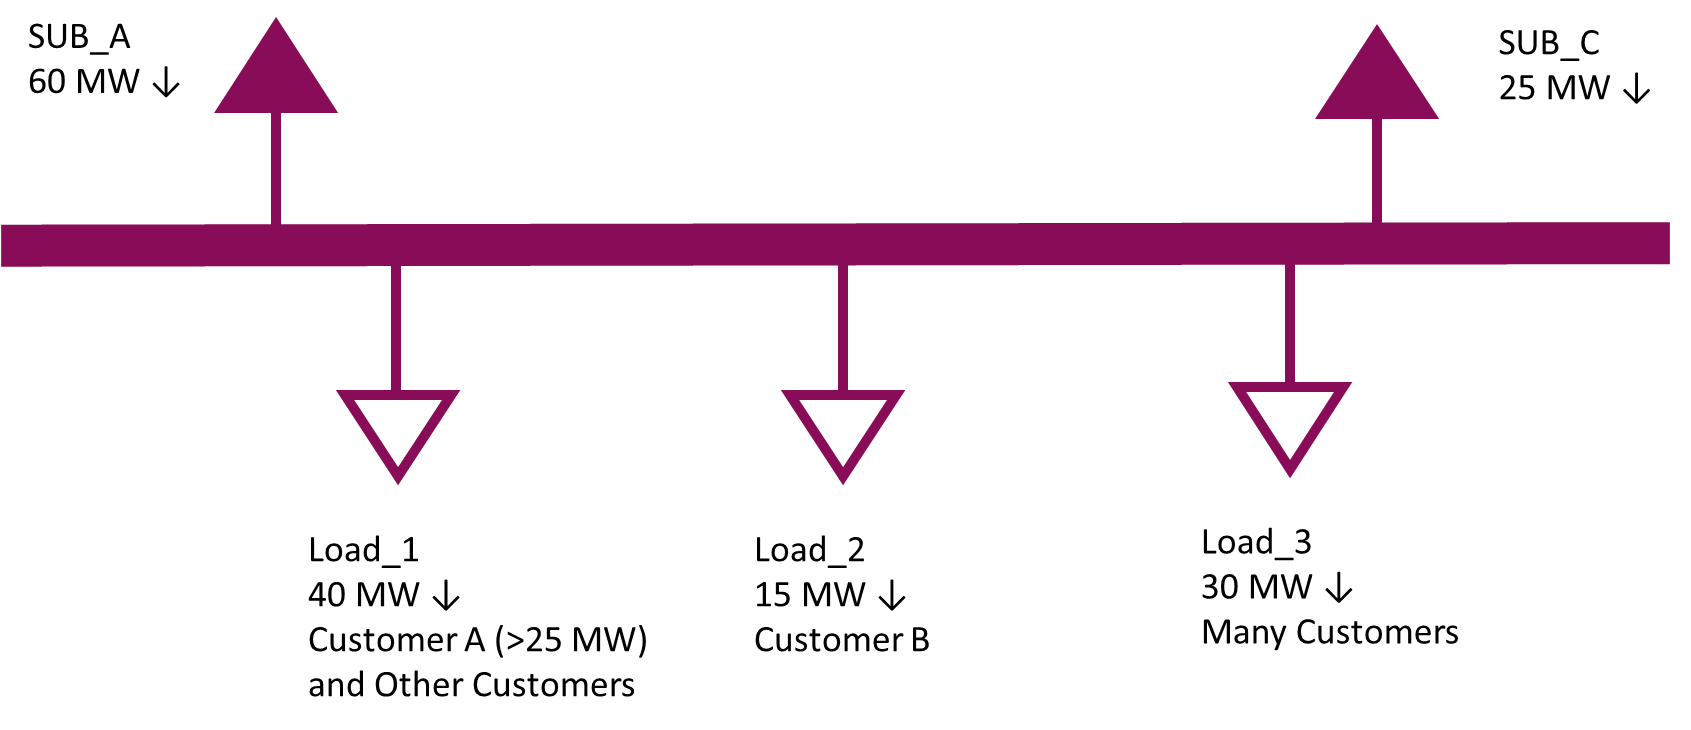 SUB_A
60 MW ↓
SUB_C
25 MW ↓
Load_1
40 MW ↓
Customer A (>25 MW)
and Other Customers
Load_2
15 MW ↓
Customer B
Load_3
30 MW ↓
Many Customers